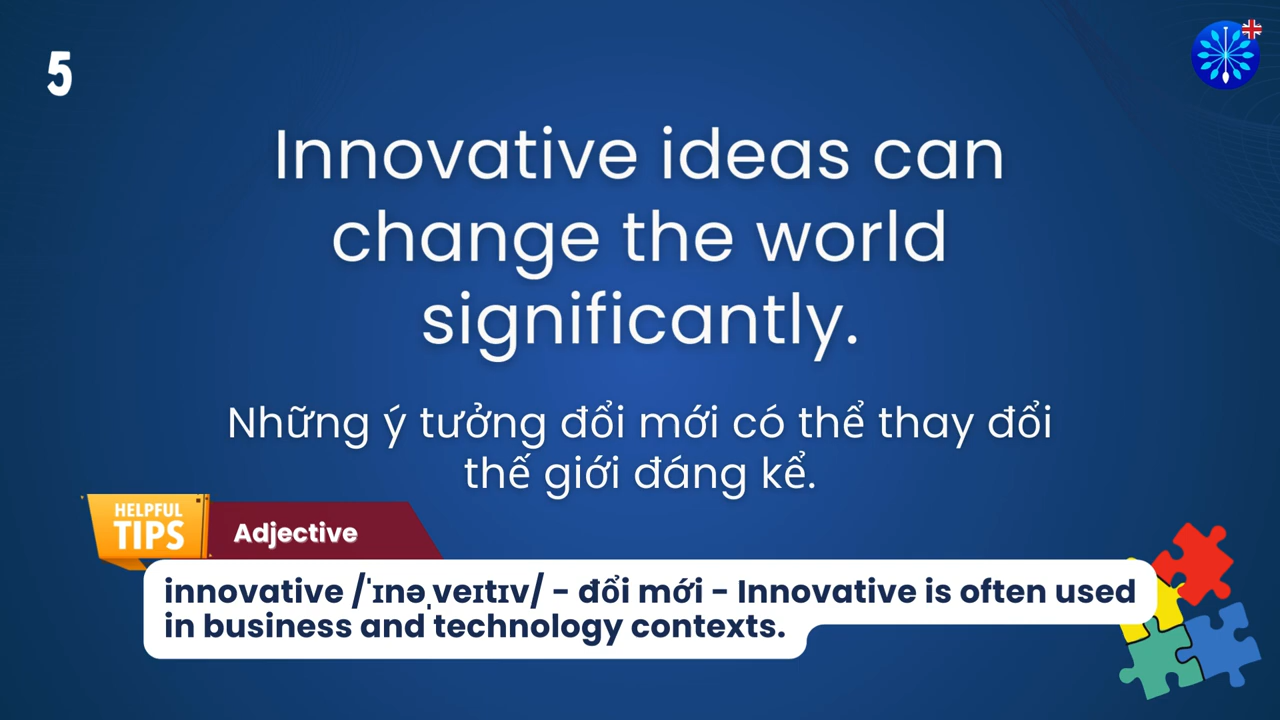 5
Innovative ideas can
change the world
significantly.
Những ý tưởng đổi mới có thể thay đổi
thế giới đáng kể.
HELPFUL
TIPS
Adjective
innovative /ˈɪnəˌveɪtɪv/ - đổi mới - Innovative is often used
in business and technology contexts.